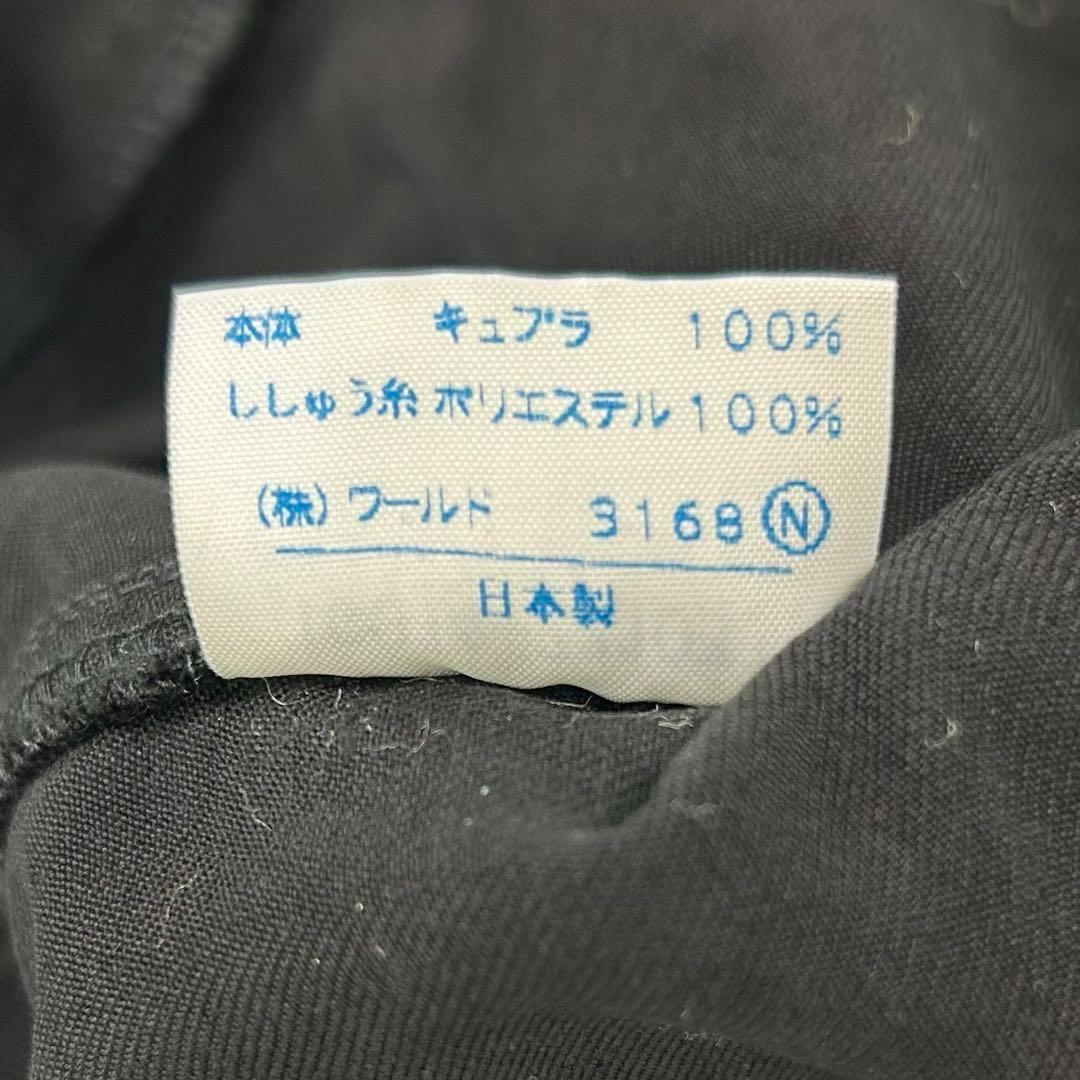 本体 キュプラ 100%
ししゅう糸 ポリエステル 100%
(株) ワールド 3168 Ⓝ
日本製